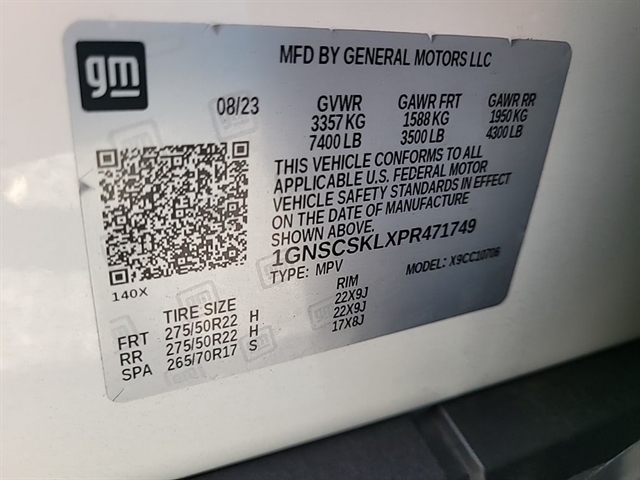 gm
MFD BY GENERAL MOTORS LLC
08/23 GVWR GAWR FRT GAWR RR
3357 KG 1588 KG 1950 KG
7400 LB 3500 LB 4300 LB
THIS VEHICLE CONFORMS TO ALL
APPLICABLE U.S. FEDERAL MOTOR
VEHICLE SAFETY STANDARDS IN EFFECT
ON THE DATE OF MANUFACTURE
SHOWN ABOVE.
1GNSCSKLXPR471749
TYPE: MPV MODEL: X9CC10706
140X
TIRE SIZE RIM
FRT 275/50R22 H 22X9J
RR 275/50R22 H 22X9J
SPA 265/70R17 S 17X8J